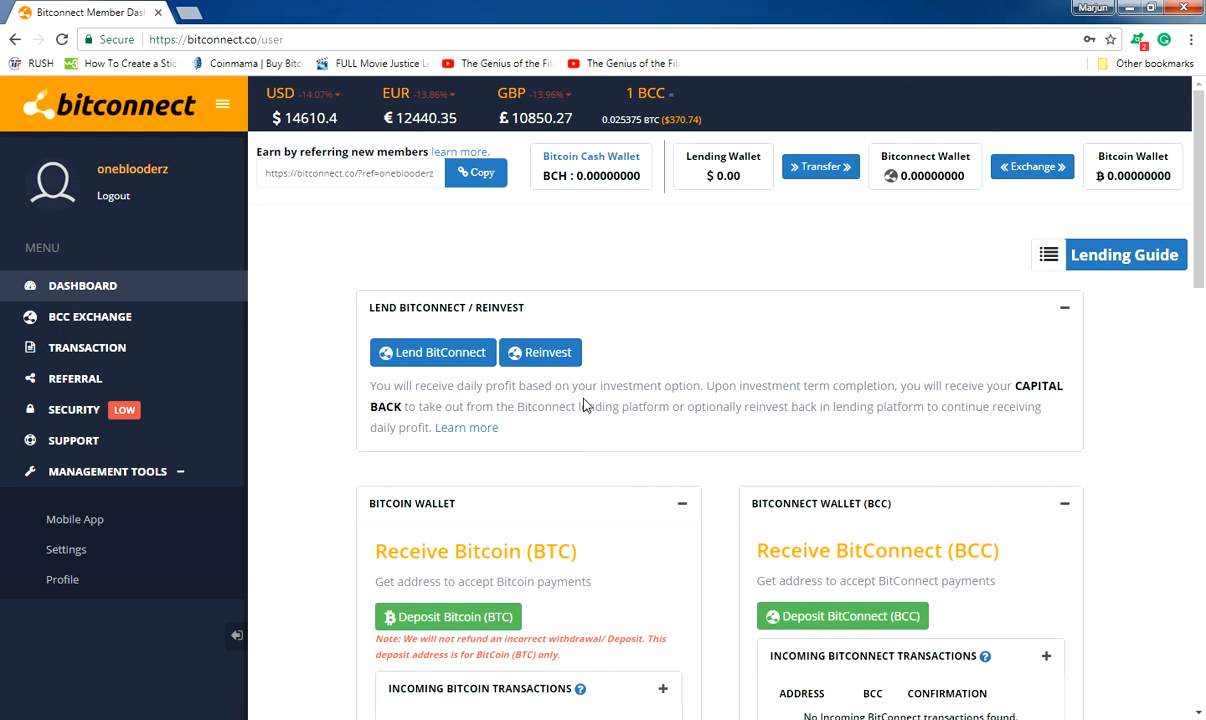 Bitconnect Member Das
Marjun
Secure
https://bitconnect.co/user
2
RUSH
How To Create a Stic
Coinmama | Buy Bitc
FULL Movie Justice L
The Genius of the Fil
The Genius of the Fil
Other bookmarks
bitconnect
USD -14.07%
EUR -13.86%
GBP -13.96%
1 BCC =
$ 14610.4
€ 12440.35
£ 10850.27
0.025375 BTC ($370.74)
oneblooderz
Logout
Earn by referring new members learn more.
https://bitconnect.co/?ref=oneblooderz
Copy
Bitcoin Cash Wallet
BCH : 0.00000000
Lending Wallet
$ 0.00
Transfer
Bitconnect Wallet
0.00000000
Exchange
Bitcoin Wallet
0.00000000
MENU
DASHBOARD
BCC EXCHANGE
TRANSACTION
REFERRAL
SECURITY LOW
SUPPORT
MANAGEMENT TOOLS
Mobile App
Settings
Profile
Lending Guide
LEND BITCONNECT / REINVEST
Lend BitConnect
Reinvest
You will receive daily profit based on your investment option. Upon investment term completion, you will receive your CAPITAL
BACK to take out from the Bitconnect lending platform or optionally reinvest back in lending platform to continue receiving
daily profit. Learn more
BITCOIN WALLET
Receive Bitcoin (BTC)
Get address to accept Bitcoin payments
Deposit Bitcoin (BTC)
Note: We will not refund an incorrect withdrawal/ Deposit. This
deposit address is for BitCoin (BTC) only.
INCOMING BITCOIN TRANSACTIONS
BITCONNECT WALLET (BCC)
Receive BitConnect (BCC)
Get address to accept BitConnect payments
Deposit BitConnect (BCC)
INCOMING BITCONNECT TRANSACTIONS
ADDRESS BCC CONFIRMATION
No Incoming BitConnect transactions found.